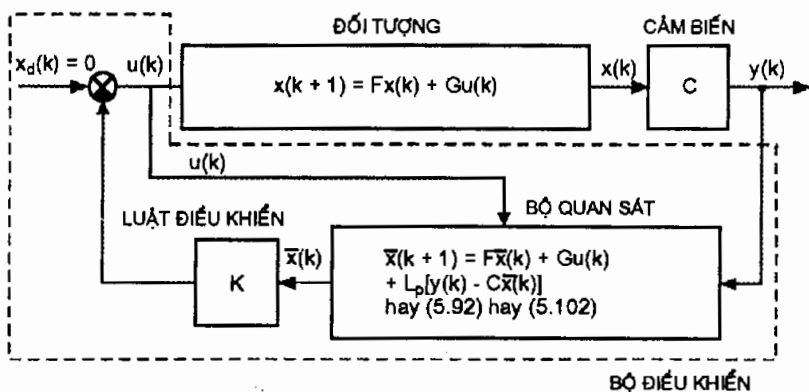 ĐỐI TƯỢNG
CẢM BIẾN
x_d(k) = 0
u(k)
x(k + 1) = Fx(k) + Gu(k)
x(k)
C
y(k)
u(k)
LUẬT ĐIỀU KHIỂN
BỘ QUAN SÁT
K
x̅(k)
x̅(k + 1) = Fx̅(k) + Gu(k)
+ L_p[y(k) - Cx̅(k)]
hay (5.92) hay (5.102)
BỘ ĐIỀU KHIỂN